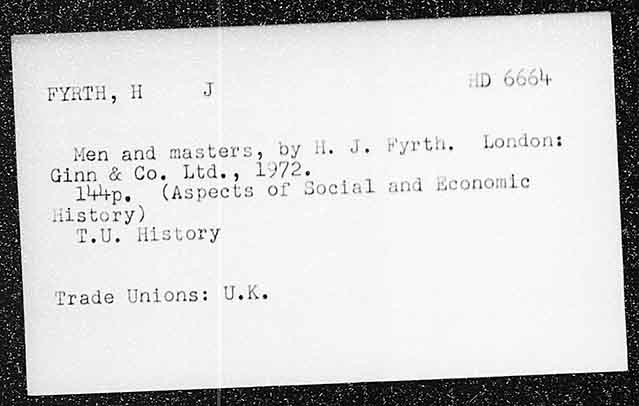 FYRTH, H J HD 6664
Men and masters, by H. J. Fyrth. London:
Ginn & Co. Ltd., 1972.
144p. (Aspects of Social and Economic
History)
T.U. History
Trade Unions: U.K.